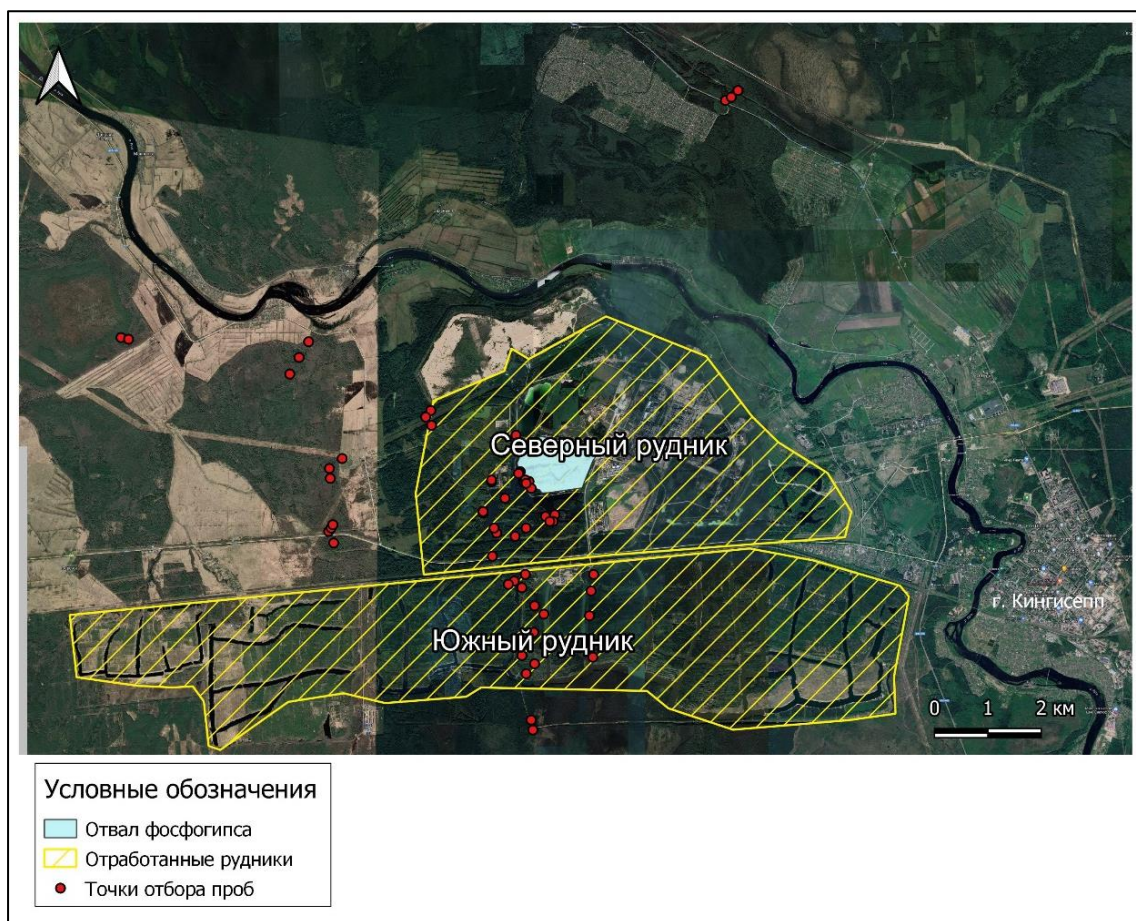 Северный рудник
г. Кингисепп
Южный рудник
0 1 2 км
Условные обозначения
Отвал фосфогипса
Отработанные рудники
Точки отбора проб